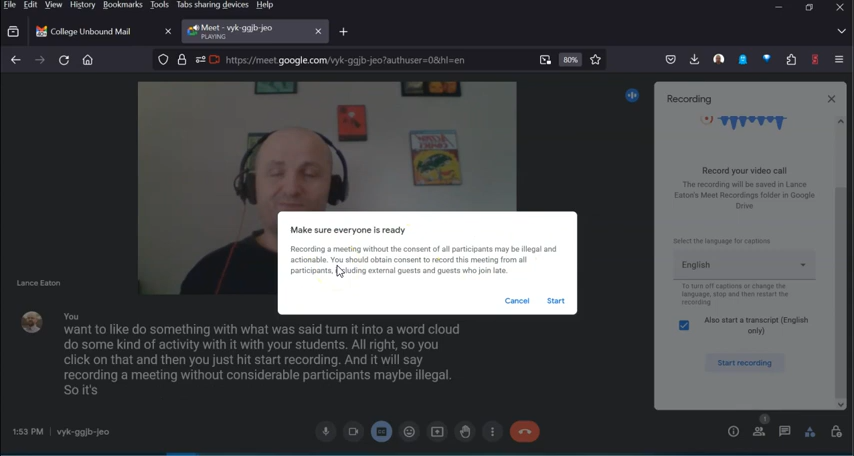 File Edit View History Bookmarks Tools Tabs sharing devices Help
College Unbound Mail
Meet - vyk-ggjb-jeo
PLAYING
https://meet.google.com/vyk-ggjb-jeo?authuser=0&hl=en
80%
Recording
Record your video call
The recording will be saved in Lance
Eaton's Meet Recordings folder in Google
Drive
Select the language for captions
English
To turn off captions or change the
language, stop and then restart the
recording
Also start a transcript (English
only)
Start recording
Make sure everyone is ready
Recording a meeting without the consent of all participants may be illegal and
actionable. You should obtain consent to record this meeting from all
participants, including external guests and guests who join late.
Cancel Start
Lance Eaton
You
want to like do something with what was said turn it into a word cloud
do some kind of activity with it with your students. All right, so you
click on that and then you just hit start recording. And it will say
recording a meeting without considerable participants maybe illegal.
So it's
1:53 PM | vyk-ggjb-jeo
1